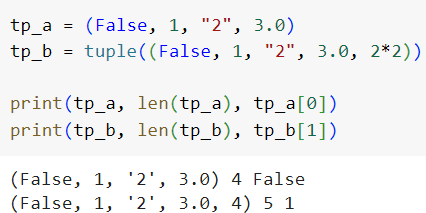 tp_a = (False, 1, "2", 3.0)
tp_b = tuple((False, 1, "2", 3.0, 2*2))
print(tp_a, len(tp_a), tp_a[0])
print(tp_b, len(tp_b), tp_b[1])
(False, 1, '2', 3.0) 4 False
(False, 1, '2', 3.0, 4) 5 1